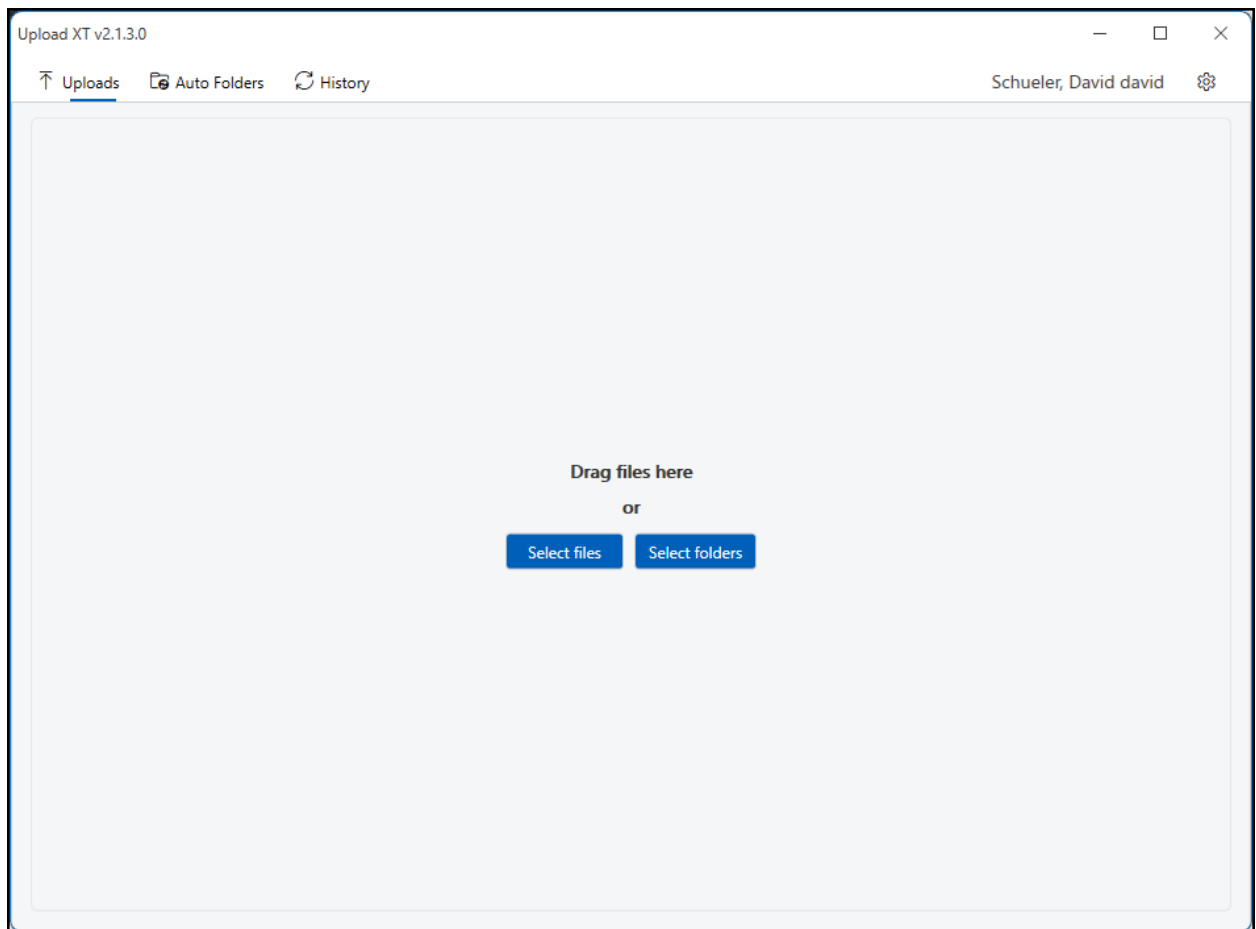 Upload XT v2.1.3.0
Uploads Auto Folders History Schueler, David david
Drag files here
or
Select files Select folders